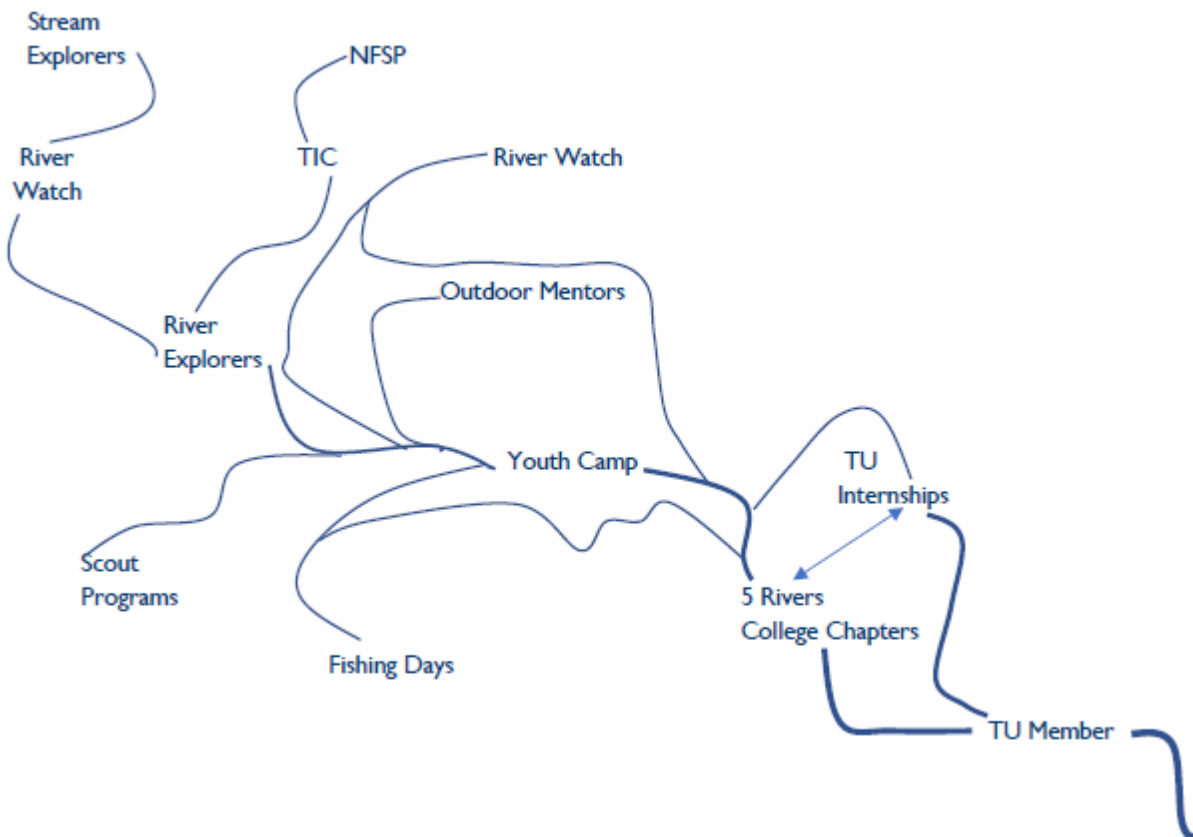 Stream
Explorers
NFSP
River
Watch
TIC
River Watch
Outdoor Mentors
River
Explorers
Youth Camp
TU
Internships
Scout
Programs
5 Rivers
College Chapters
Fishing Days
TU Member